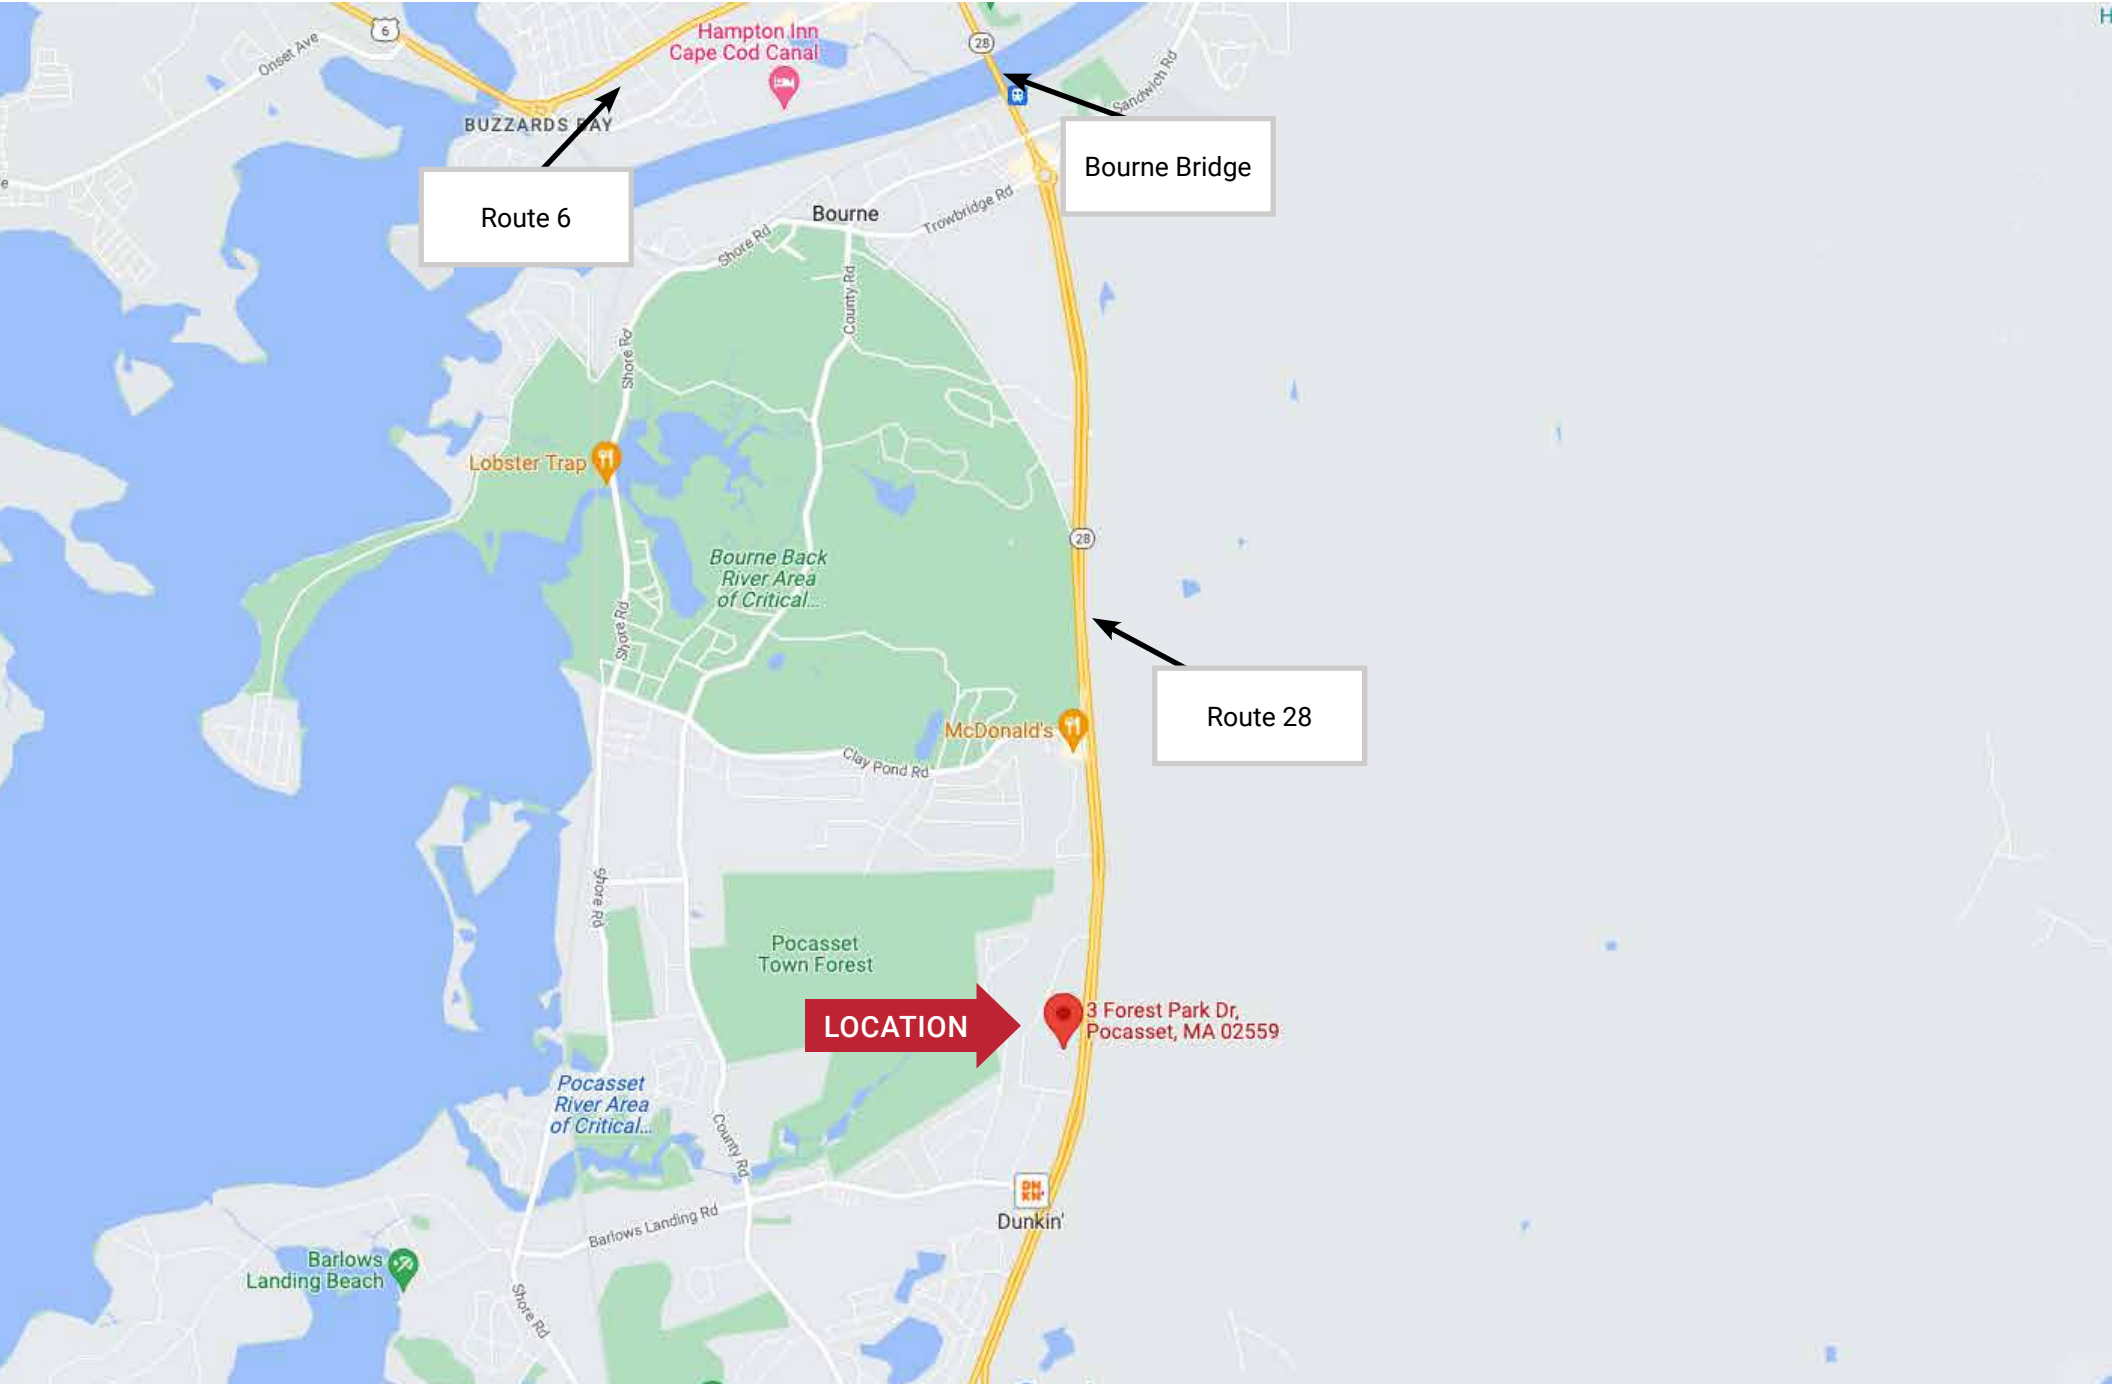 6
Onset Ave
Hampton Inn
Cape Cod Canal
28
H
Sandwich Rd
BUZZARDS BAY
Bourne Bridge
e
Route 6
Bourne
Trowbridge Rd
Shore Rd
County Rd
Shore Rd
Lobster Trap
28
Bourne Back
River Area
of Critical...
Shore Rd
Route 28
McDonald's
Clay Pond Rd
Shore Rd
Pocasset
Town Forest
LOCATION
3 Forest Park Dr,
Pocasset, MA 02559
Pocasset
River Area
of Critical...
County Rd
DN
KN'
Dunkin'
Barlows Landing Rd
Barlows
Landing Beach
Shore Rd